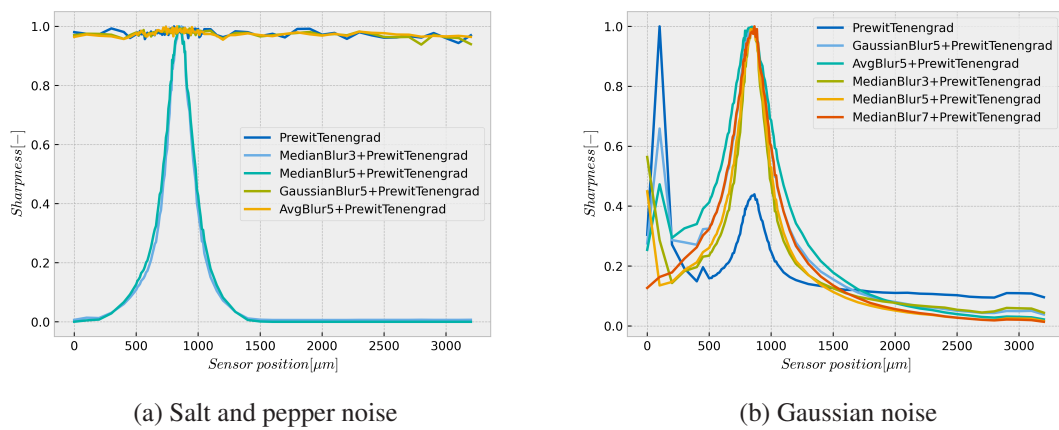 1.0
0.8
0.6
0.4
0.2
0.0
Sharpness[−]
PrewitTenengrad
MedianBlur3+PrewitTenengrad
MedianBlur5+PrewitTenengrad
GaussianBlur5+PrewitTenengrad
AvgBlur5+PrewitTenengrad
0 500 1000 1500 2000 2500 3000
Sensor position[μm]
(a) Salt and pepper noise
1.0
0.8
0.6
0.4
0.2
0.0
Sharpness[−]
PrewitTenengrad
GaussianBlur5+PrewitTenengrad
AvgBlur5+PrewitTenengrad
MedianBlur3+PrewitTenengrad
MedianBlur5+PrewitTenengrad
MedianBlur7+PrewitTenengrad
0 500 1000 1500 2000 2500 3000
Sensor position[μm]
(b) Gaussian noise